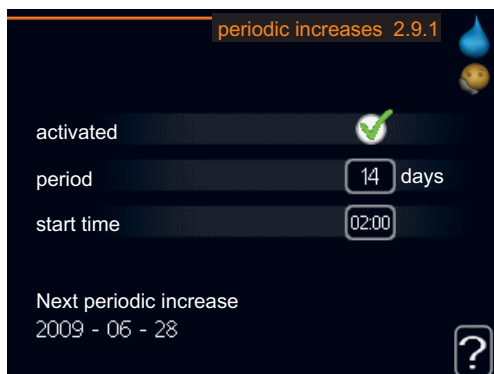 periodic increases 2.9.1
activated
period 14 days
start time 02:00
Next periodic increase
2009 - 06 - 28
?